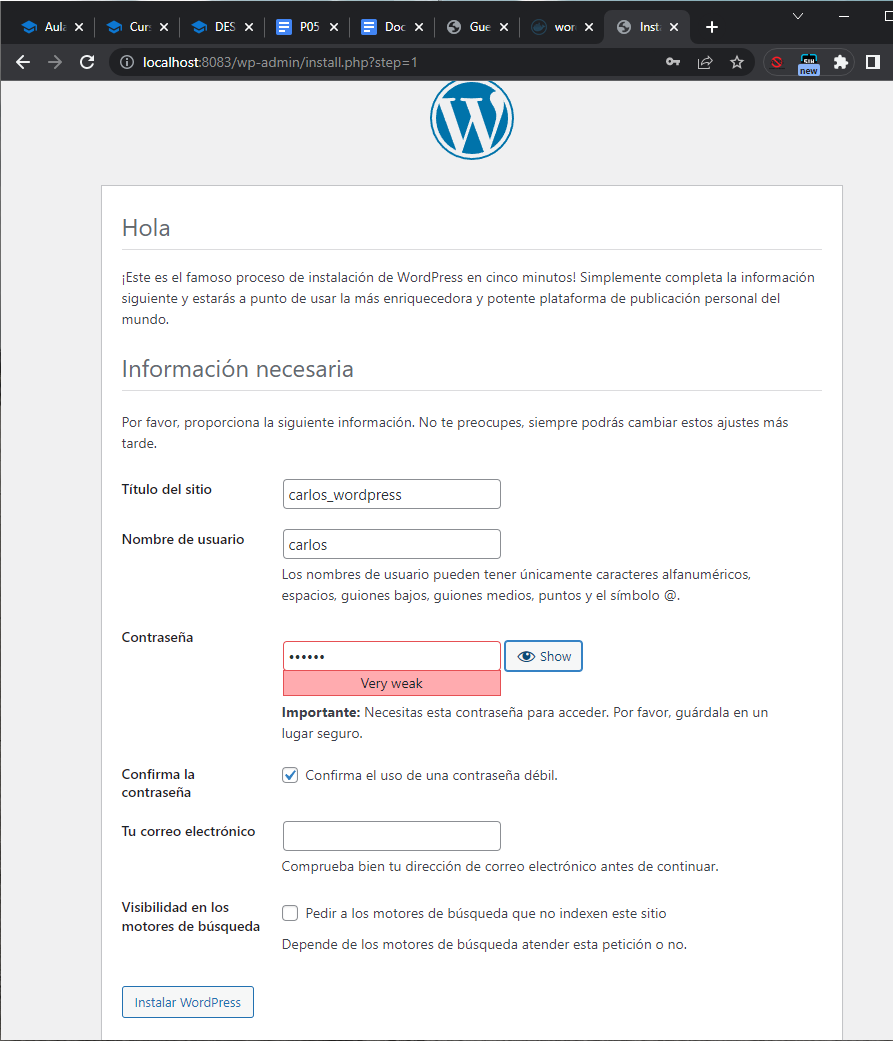 Aula
Curs
DES
P05
Doc
Gue
wor
Inst
localhost:8083/wp-admin/install.php?step=1
S
new
W
Hola
¡Este es el famoso proceso de instalación de WordPress en cinco minutos! Simplemente completa la información
siguiente y estarás a punto de usar la más enriquecedora y potente plataforma de publicación personal del
mundo.
Información necesaria
Por favor, proporciona la siguiente información. No te preocupes, siempre podrás cambiar estos ajustes más
tarde.
Título del sitio
carlos_wordpress
Nombre de usuario
carlos
Los nombres de usuario pueden tener únicamente caracteres alfanuméricos,
espacios, guiones bajos, guiones medios, puntos y el símbolo @.
Contraseña
••••••
Show
Very weak
Importante: Necesitas esta contraseña para acceder. Por favor, guárdala en un
lugar seguro.
Confirma la
contraseña
Confirma el uso de una contraseña débil.
Tu correo electrónico
Comprueba bien tu dirección de correo electrónico antes de continuar.
Visibilidad en los
motores de búsqueda
Pedir a los motores de búsqueda que no indexen este sitio
Depende de los motores de búsqueda atender esta petición o no.
Instalar WordPress